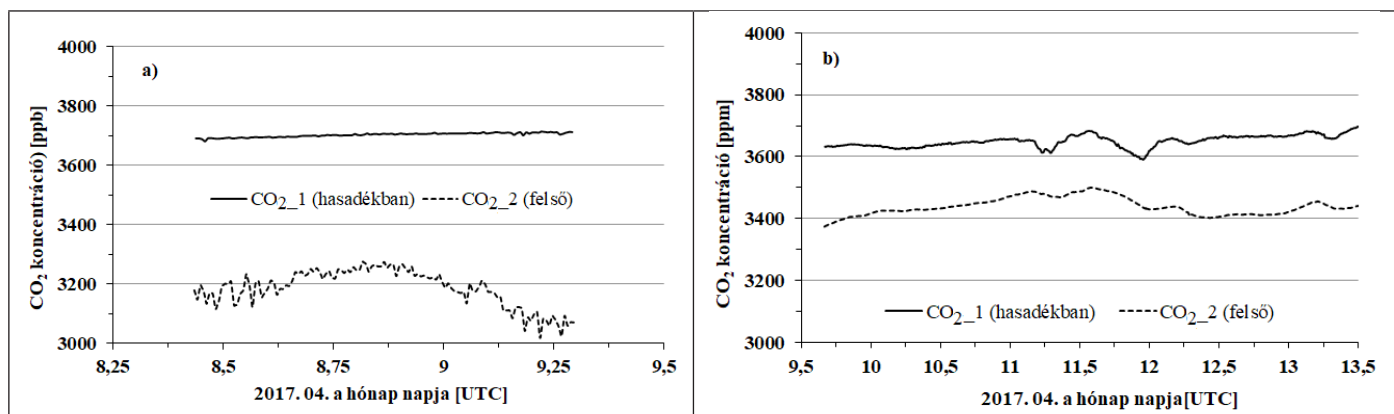 a)
CO₂ koncentráció) [ppb]
4000
3800
3600
3400
3200
3000
CO₂_1 (hasadékban) CO₂_2 (felső)
8,25 8,5 8,75 9 9,25 9,5
2017. 04. a hónap napja [UTC]
b)
CO₂ koncentráció [ppm]
4000
3800
3600
3400
3200
3000
CO₂_1 (hasadékban) CO₂_2 (felső)
9,5 10 10,5 11 11,5 12 12,5 13 13,5
2017. 04. a hónap napja[UTC]